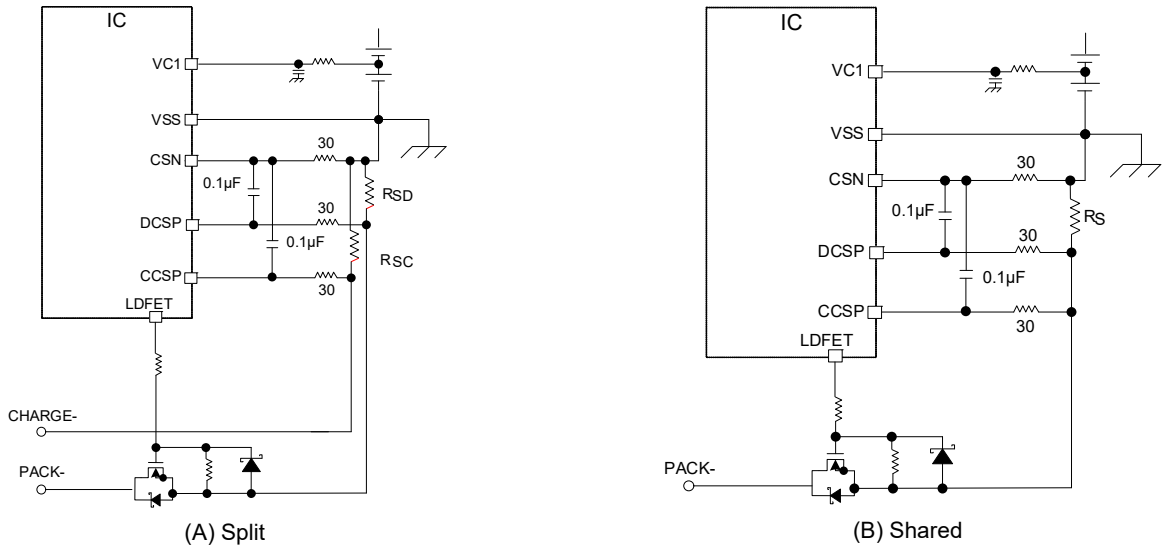 IC
VC1
VSS
CSN
30
0.1µF
RSD
DCSP
30
0.1µF
RSC
CCSP
30
LDFET
CHARGE-
PACK-
(A) Split
IC
VC1
VSS
30
CSN
0.1µF
RS
30
DCSP
0.1µF
CCSP
30
LDFET
PACK-
(B) Shared